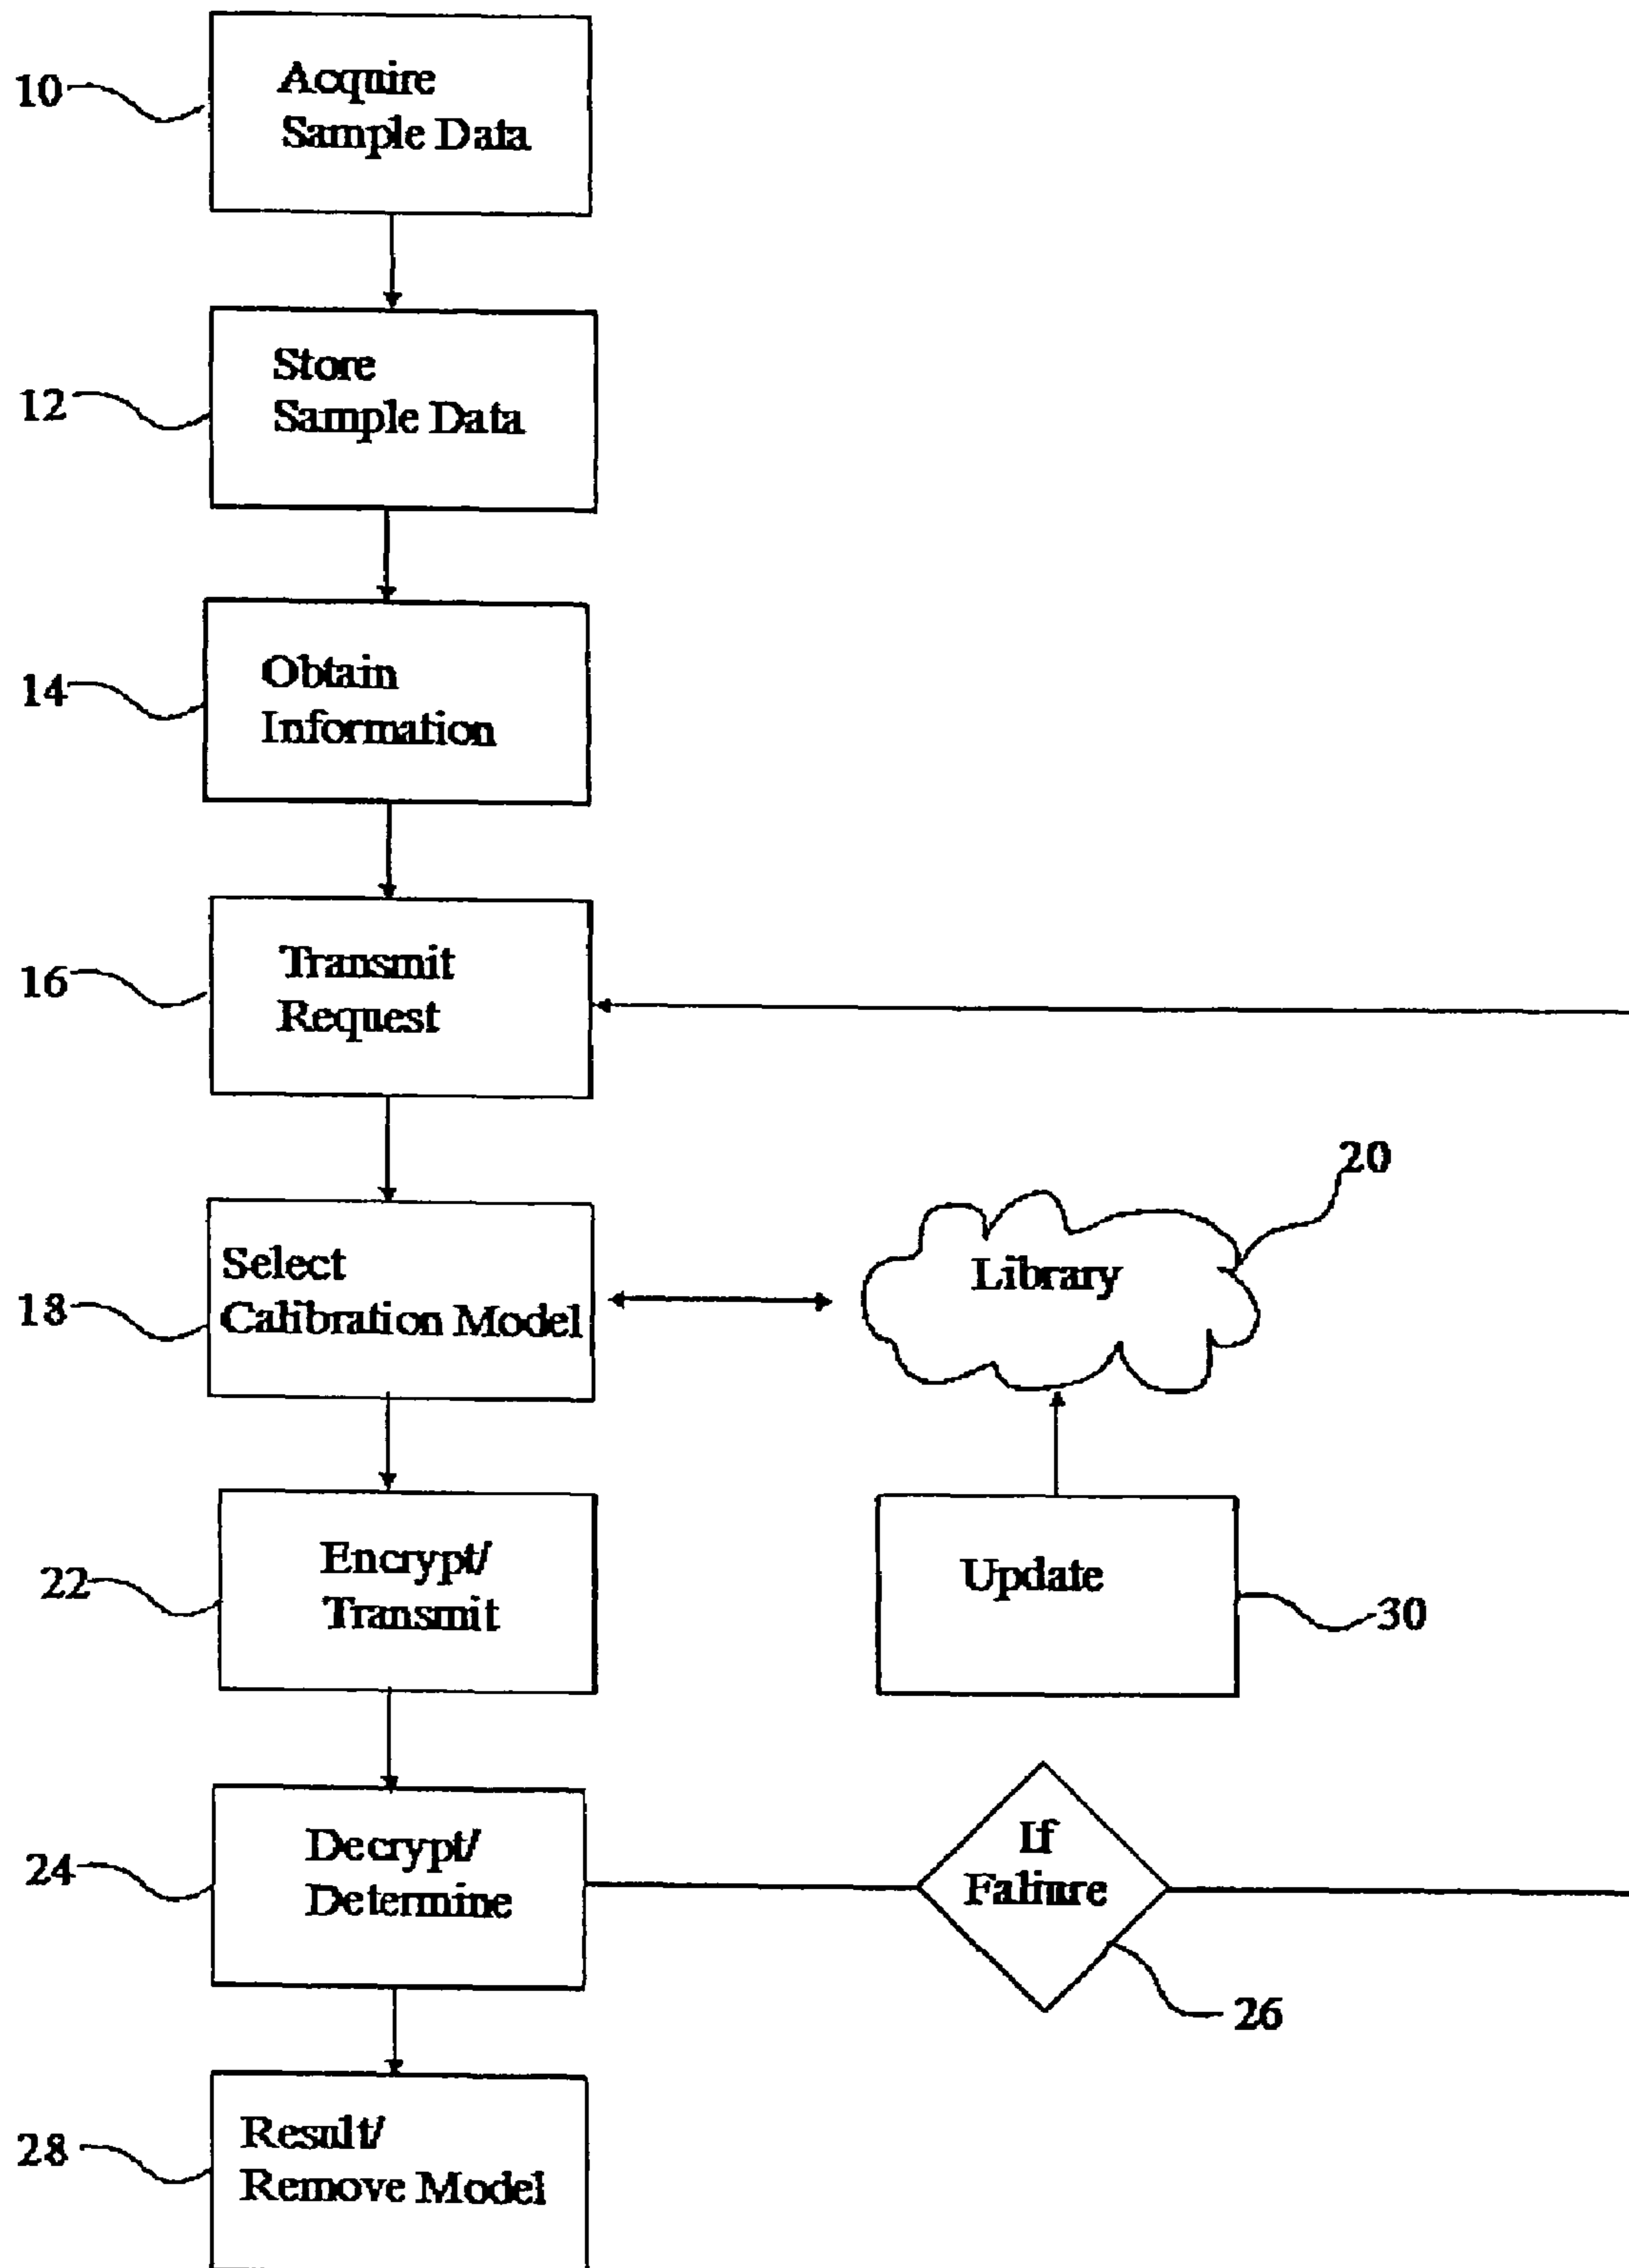 10
Acquire
Sample Data
12
Store
Sample Data
14
Obtain
Information
16
Transmit
Request
18
Select
Calibration Model
Library
20
22
Encrypt/
Transmit
Update
30
24
Decrypt/
Determine
If
Faliure
26
28
Result/
Remove Model